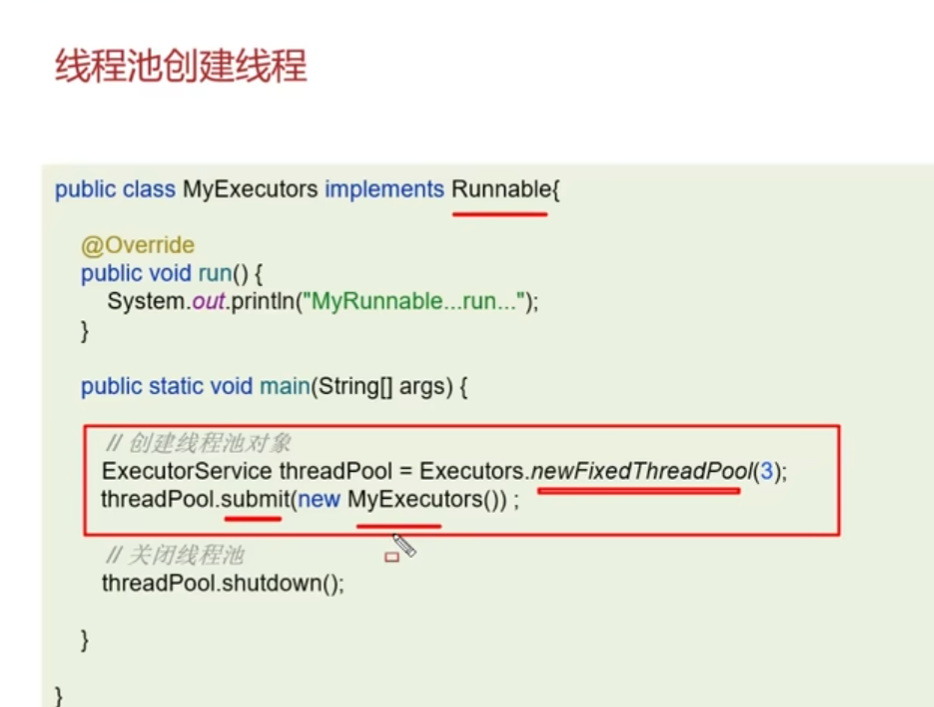 线程池创建线程
public class MyExecutors implements Runnable{
@Override
public void run() {
System.out.println("MyRunnable...run...");
}
public static void main(String[] args) {
// 创建线程池对象
ExecutorService threadPool = Executors.newFixedThreadPool(3);
threadPool.submit(new MyExecutors()) ;
// 关闭线程池
threadPool.shutdown();
}
}